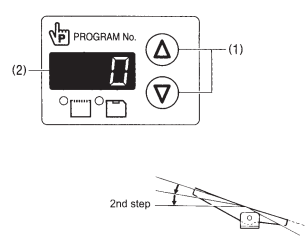 P PROGRAM No.
(1)
(2)
0
2nd step